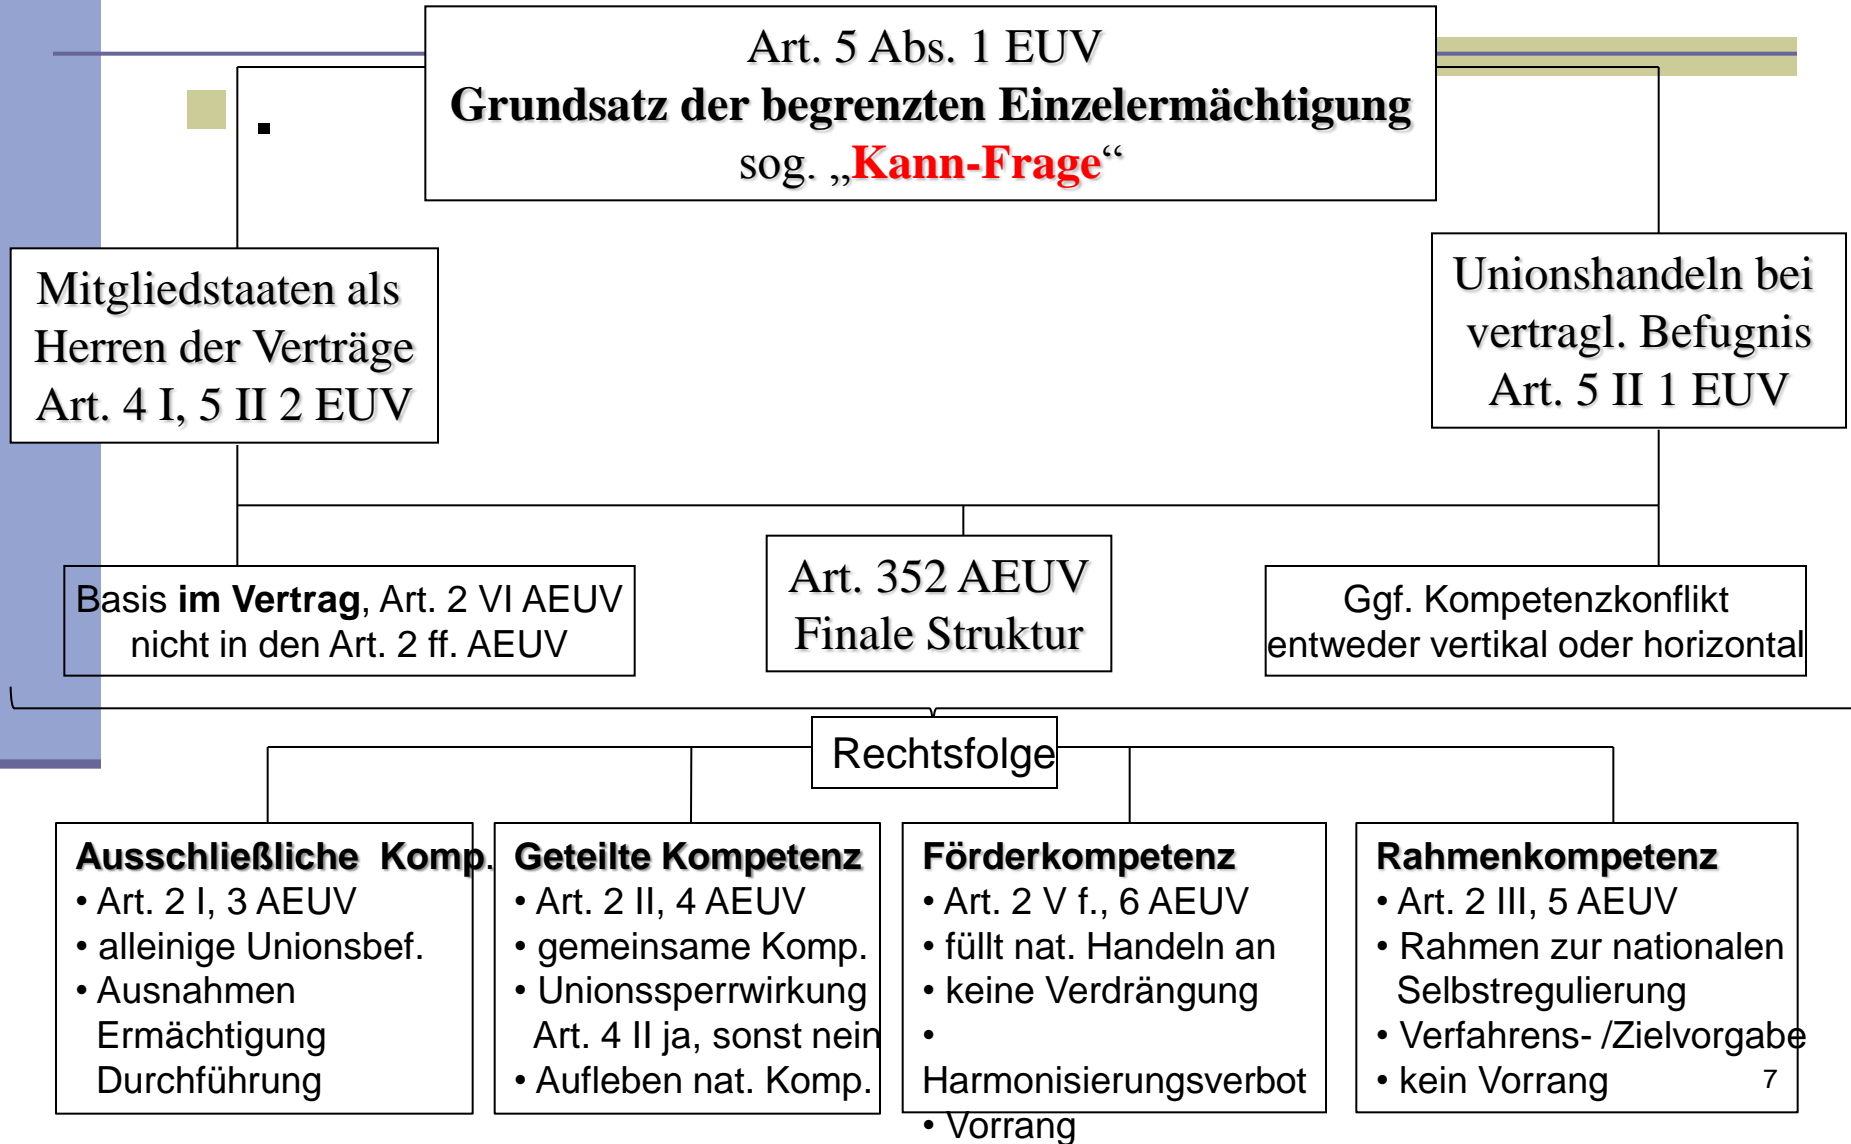 Art. 5 Abs. 1 EUV
Grundsatz der begrenzten Einzelermächtigung
sog. „Kann-Frage“
Mitgliedstaaten als
Herren der Verträge
Art. 4 I, 5 II 2 EUV
Unionshandeln bei
vertragl. Befugnis
Art. 5 II 1 EUV
Basis im Vertrag, Art. 2 VI AEUV
nicht in den Art. 2 ff. AEUV
Art. 352 AEUV
Finale Struktur
Ggf. Kompetenzkonflikt
entweder vertikal oder horizontal
Rechtsfolge
Ausschließliche Komp.
• Art. 2 I, 3 AEUV
• alleinige Unionsbef.
• Ausnahmen
Ermächtigung
Durchführung
Geteilte Kompetenz
• Art. 2 II, 4 AEUV
• gemeinsame Komp.
• Unionssperrwirkung
Art. 4 II ja, sonst nein
• Aufleben nat. Komp.
Förderkompetenz
• Art. 2 V f., 6 AEUV
• füllt nat. Handeln an
• keine Verdrängung
•
Harmonisierungsverbot
• Vorrang
Rahmenkompetenz
• Art. 2 III, 5 AEUV
• Rahmen zur nationalen
Selbstregulierung
• Verfahrens- /Zielvorgabe
• kein Vorrang
7